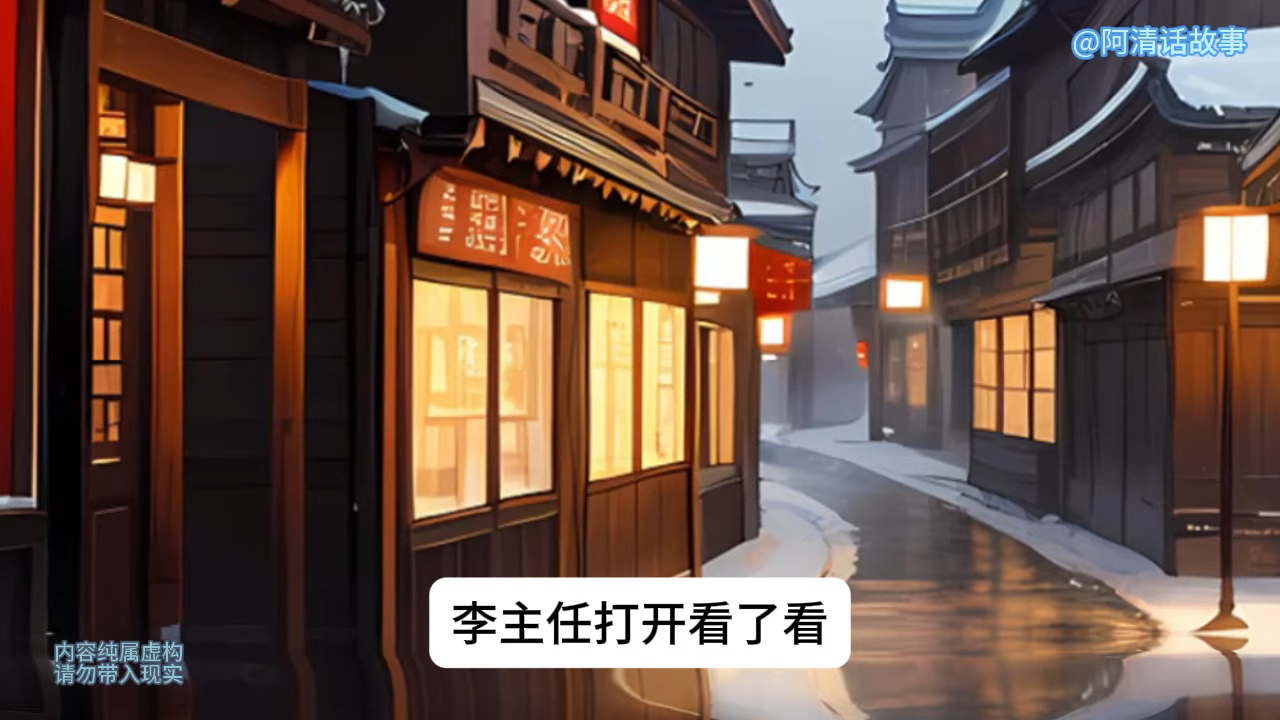 @阿清话故事
李主任打开看了看
内容纯属虚构
请勿带入现实